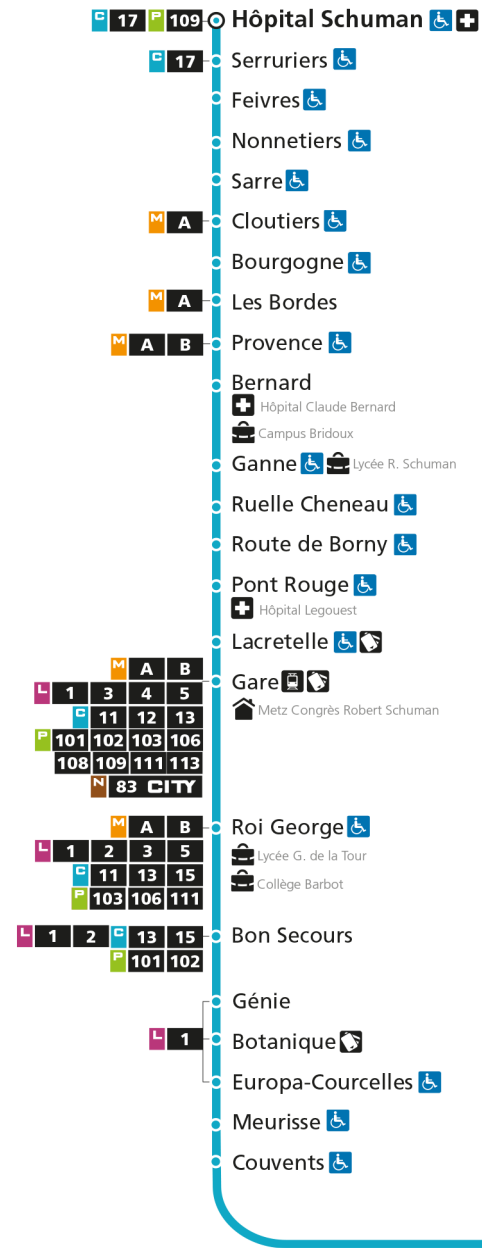 C 17 P 109 Hôpital Schuman
C 17 Serruriers
Feivres
Nonnetiers
Sarre
M A Cloutiers
Bourgogne
M A Les Bordes
M A B Provence
Bernard
Hôpital Claude Bernard
Campus Bridoux
Ganne Lycée R. Schuman
Ruelle Cheneau
Route de Borny
Pont Rouge
Hôpital Legouest
Lacretelle
M A B
Gare
L 1 3 4 5
Metz Congrès Robert Schuman
C 11 12 13
P 101 102 103 106
108 109 111 113
N 83 CITY
M A B Roi George
L 1 2 3 5
Lycée G. de la Tour
C 11 13 15
Collège Barbot
P 103 106 111
L 1 2 C 13 15 Bon Secours
P 101 102
Génie
L 1 Botanique
Europa-Courcelles
Meurisse
Couvents